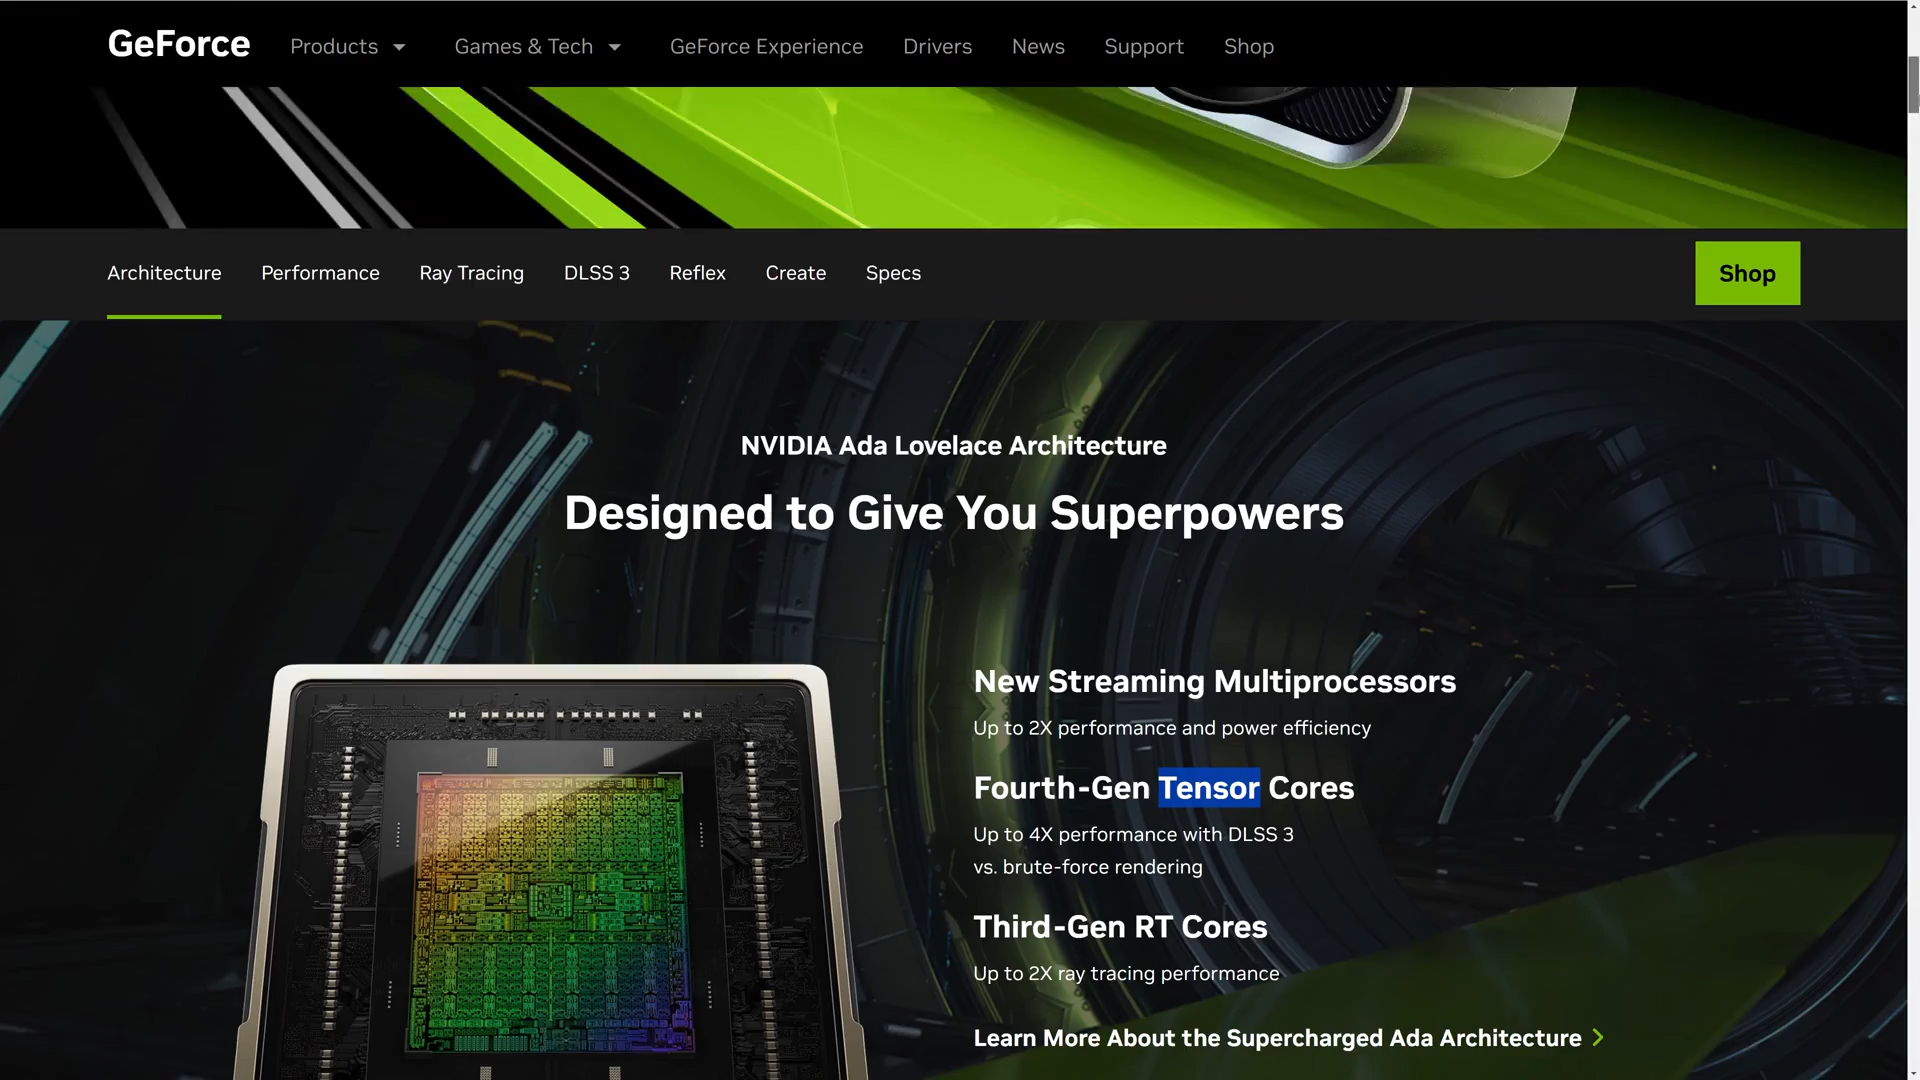 GeForce Products Games & Tech GeForce Experience Drivers News Support Shop
Architecture Performance Ray Tracing DLSS 3 Reflex Create Specs Shop
NVIDIA Ada Lovelace Architecture
Designed to Give You Superpowers
New Streaming Multiprocessors
Up to 2X performance and power efficiency
Fourth-Gen Tensor Cores
Up to 4X performance with DLSS 3
vs. brute-force rendering
Third-Gen RT Cores
Up to 2X ray tracing performance
Learn More About the Supercharged Ada Architecture